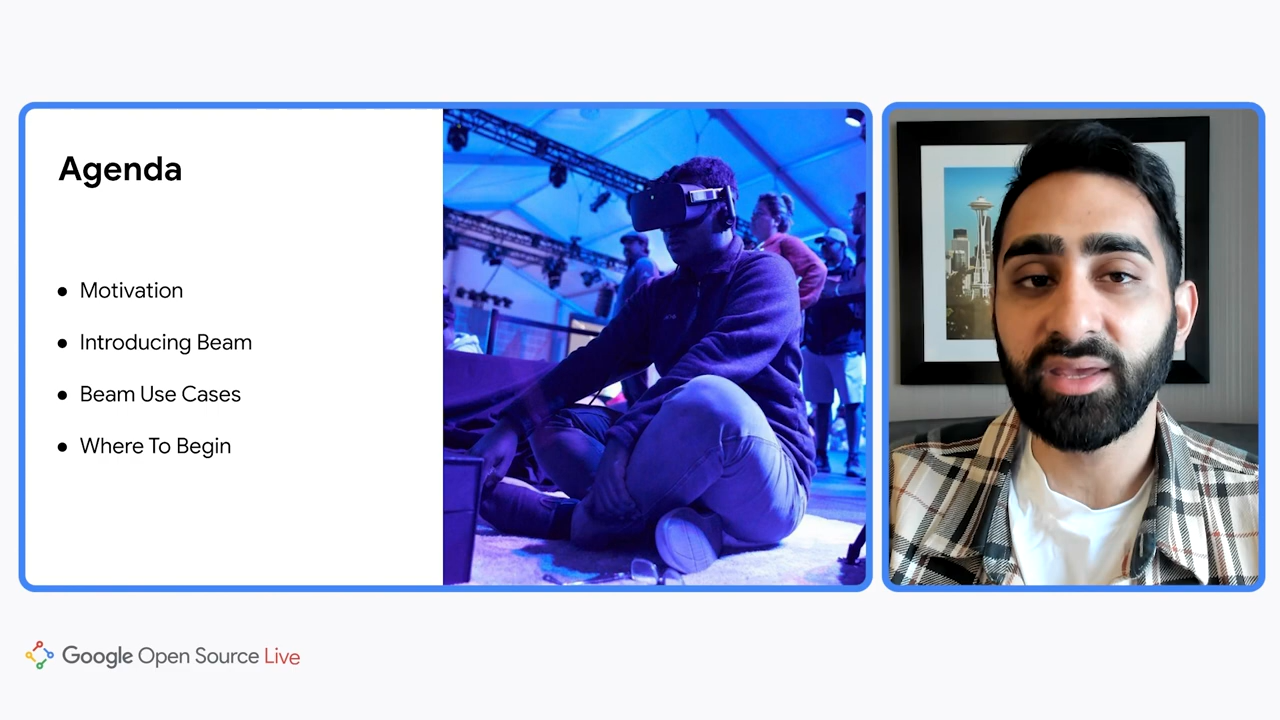 Agenda
Motivation
Introducing Beam
Beam Use Cases
Where To Begin
Google Open Source Live